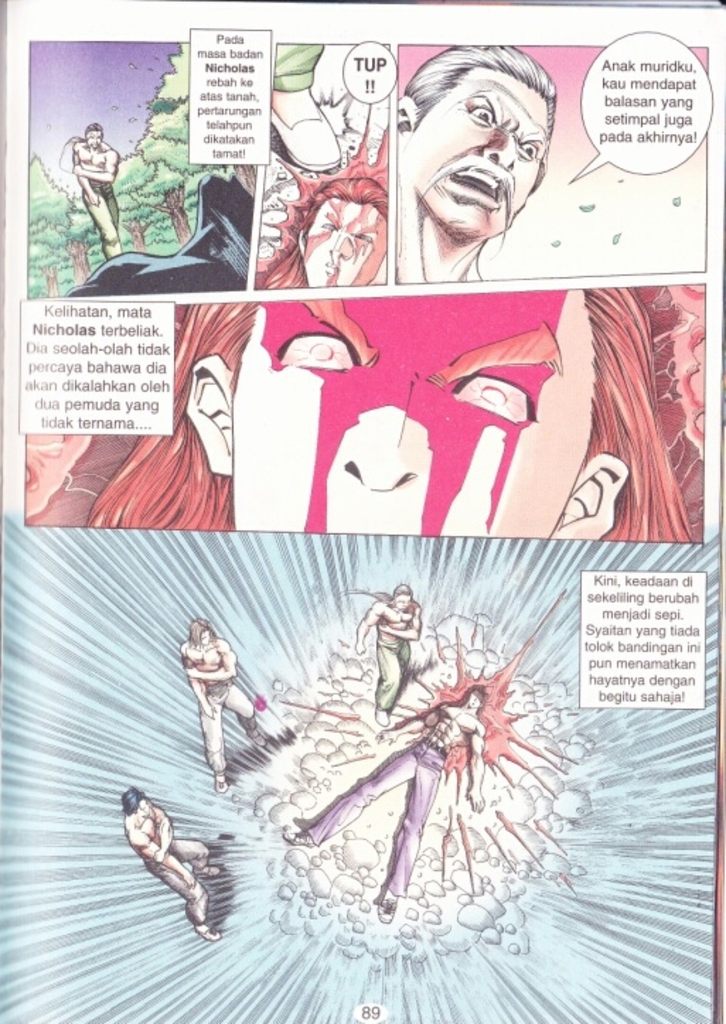 Pada
masa badan
Nicholas
rebah ke
atas tanah,
pertarungan
telahpun
dikatakan
tamat!
TUP
!!
Anak muridku,
kau mendapat
balasan yang
setimpal juga
pada akhirnya!
Kelihatan, mata
Nicholas terbeliak.
Dia seolah-olah tidak
percaya bahawa dia
akan dikalahkan oleh
dua pemuda yang
tidak ternama....
Kini, keadaan di
sekeliling berubah
menjadi sepi.
Syaitan yang tiada
tolok bandingan ini
pun menamatkan
hayatnya dengan
begitu sahaja!
89